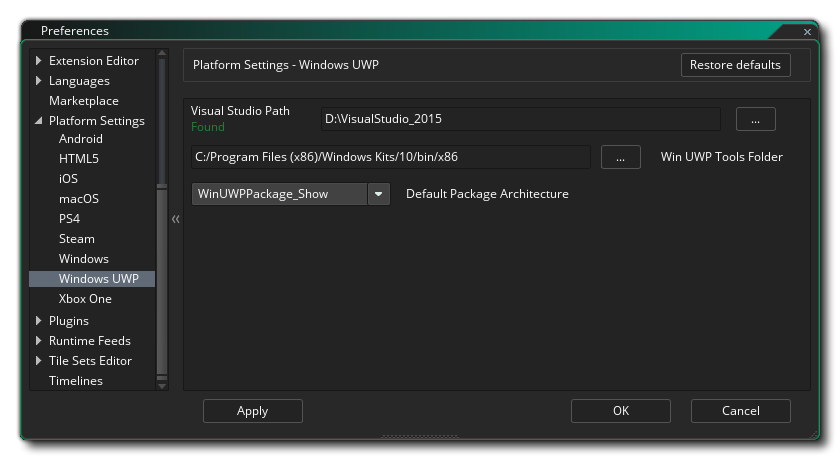 Preferences
Extension Editor
Languages
Marketplace
Platform Settings
Android
HTML5
iOS
macOS
PS4
Steam
Windows
Windows UWP
Xbox One
Plugins
Runtime Feeds
Tile Sets Editor
Timelines
Platform Settings - Windows UWP
Restore defaults
Visual Studio Path
Found
D:\VisualStudio_2015
...
C:/Program Files (x86)/Windows Kits/10/bin/x86
...
Win UWP Tools Folder
WinUWPPackage_Show
Default Package Architecture
Apply
OK
Cancel